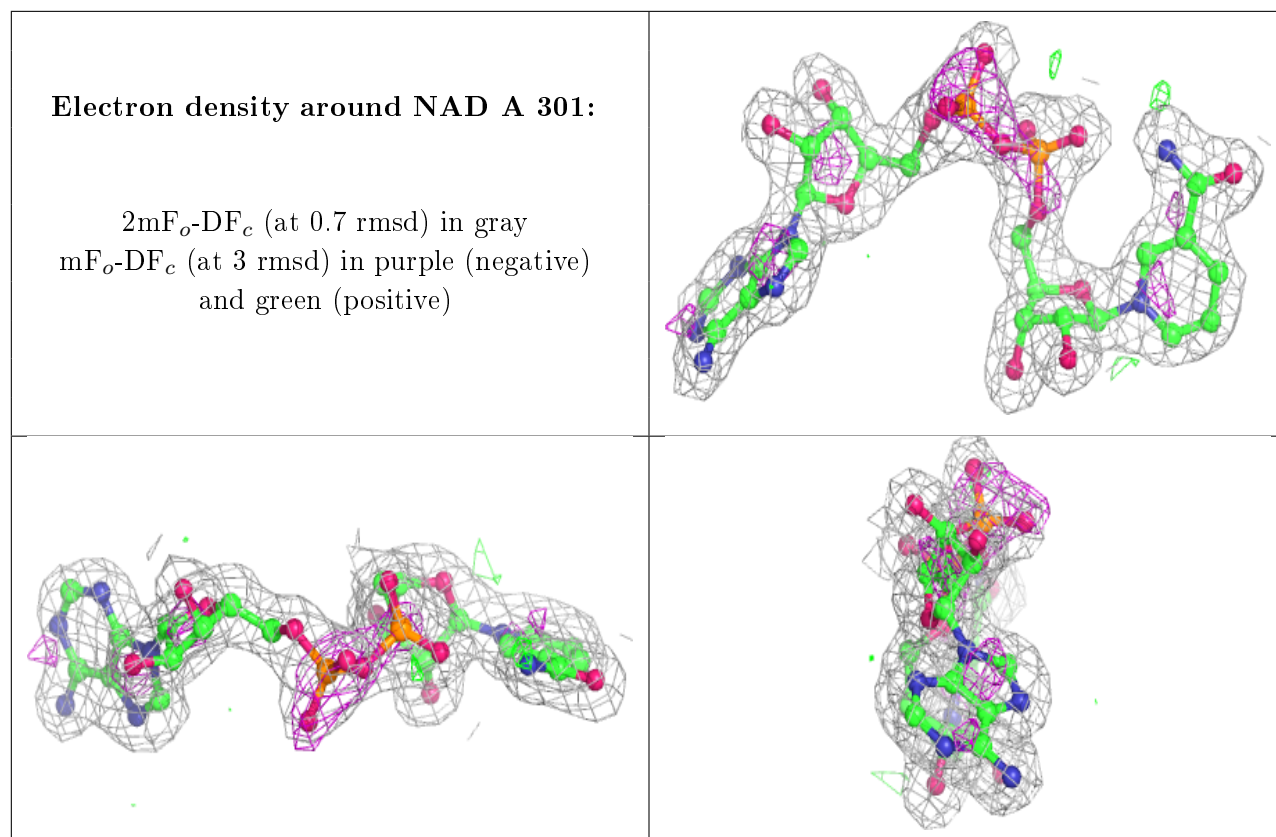 Electron density around NAD A 301:
2mFo-DFc (at 0.7 rmsd) in gray
mFo-DFc (at 3 rmsd) in purple (negative)
and green (positive)